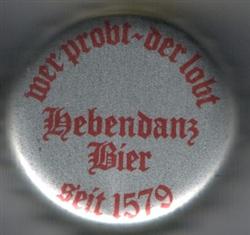 wer probt~der lobt
Hebendanz
Bier
seit 1579